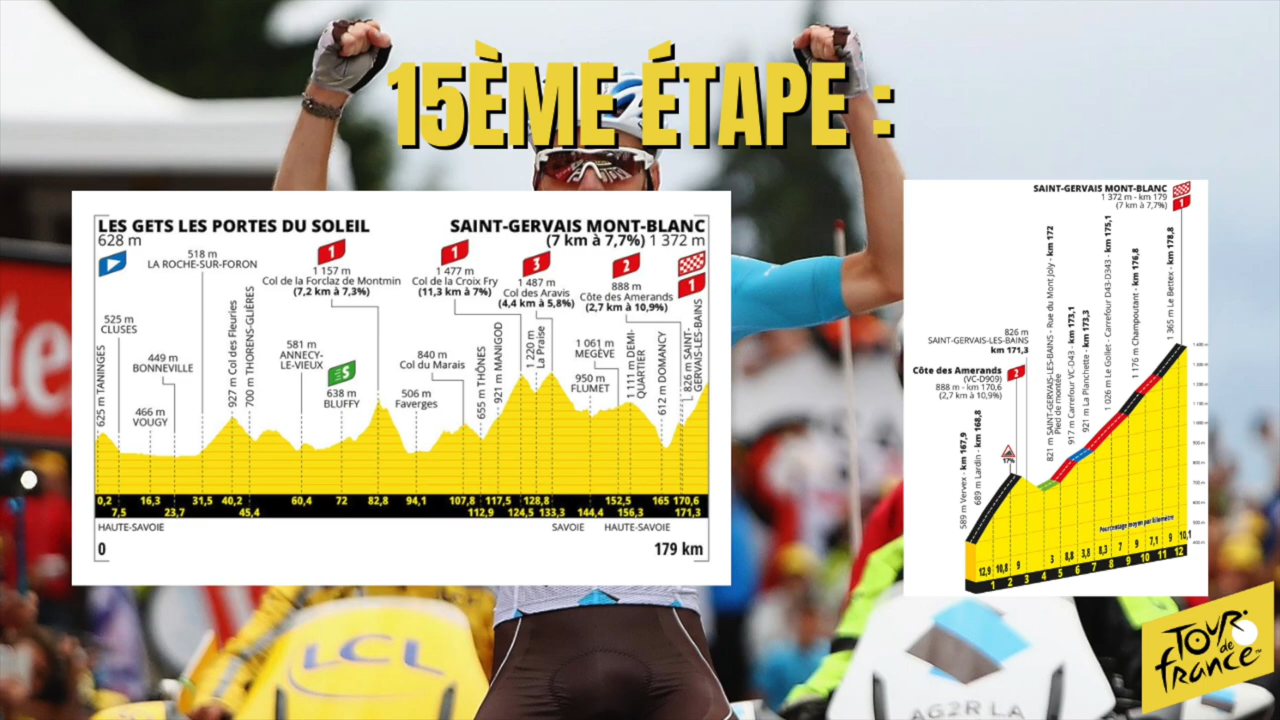 15ÈME ÉTAPE :
LES GETS LES PORTES DU SOLEIL
628 m
SAINT-GERVAIS MONT-BLANC
(7 km à 7,7%) 1 372 m
518 m
LA ROCHE-SUR-FORON
1
1 157 m
Col de la Forclaz de Montmin
(7,2 km à 7,3%)
1
1 477 m
Col de la Croix Fry
(11,3 km à 7%)
3
1 487 m
Col des Aravis
(4,4 km à 5,8%)
2
888 m
Côte des Amerands
(2,7 km à 10,9%)
1
625 m TANINGES
525 m
CLUSES
449 m
BONNEVILLE
466 m
VOUGY
927 m Col des Fleuries
700 m THORENS-GLIÈRES
581 m
ANNECY-
LE-VIEUX
S
638 m
BLUFFY
840 m
Col du Marais
506 m
Faverges
655 m THÔNES
921 m MANIGOD
1 220 m
La Praise
1 061 m
MEGÈVE
950 m
FLUMET
1 111 m DEMI-
QUARTIER
612 m DOMANCY
826 m SAINT-
GERVAIS-LES-BAINS
0,2 16,3 31,5 40,2 60,4 72 82,8 94,1 107,8 117,5 128,8 152,5 165 170,6
7,5 23,7 45,4 112,9 124,5 133,3 144,4 156,3 171,3
HAUTE-SAVOIE SAVOIE HAUTE-SAVOIE
0 179 km
SAINT-GERVAIS MONT-BLANC
1 372 m - km 179
(7 km à 7,7%)
1
826 m
SAINT-GERVAIS-LES-BAINS
km 171,3
Côte des Amerands
(VC-D909)
888 m - km 170,6
(2,7 km à 10,9%)
2
17%
589 m Vervex - km 167,9
689 m Lardin - km 168,8
821 m SAINT-GERVAIS-LES-BAINS - Rue du Mont Joly - km 172
Pied de montée
917 m Carrefour VC-D43 - km 173,1
921 m La Planchette - km 173,3
1 026 m Le Gollet - Carrefour D43-D343 - km 175,1
1 176 m Champoutant - km 176,8
1 365 m Le Bettex - km 178,8
Pourcentage moyen par kilomètre
12,9 10,8 9 3 8,8 3,8 8,3 7 9 7,1 9 10,1
1 2 3 4 5 6 7 8 9 10 11 12
LCL
AG2R LA
TOUR
de
FRANCE